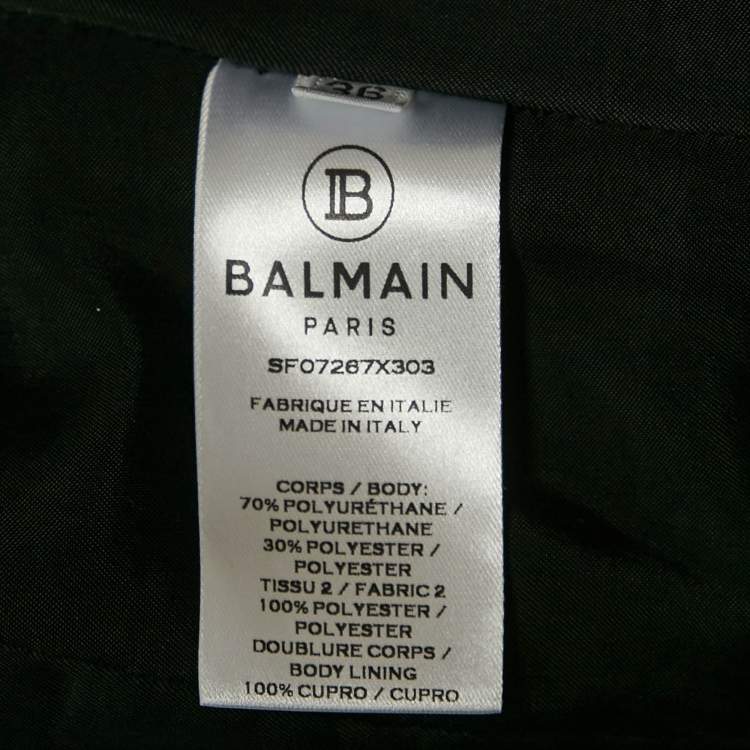 36
B
BALMAIN
PARIS
SF07267X303
FABRIQUE EN ITALIE
MADE IN ITALY
CORPS / BODY:
70% POLYURÉTHANE /
POLYURETHANE
30% POLYESTER /
POLYESTER
TISSU 2 / FABRIC 2
100% POLYESTER /
POLYESTER
DOUBLURE CORPS /
BODY LINING
100% CUPRO / CUPRO